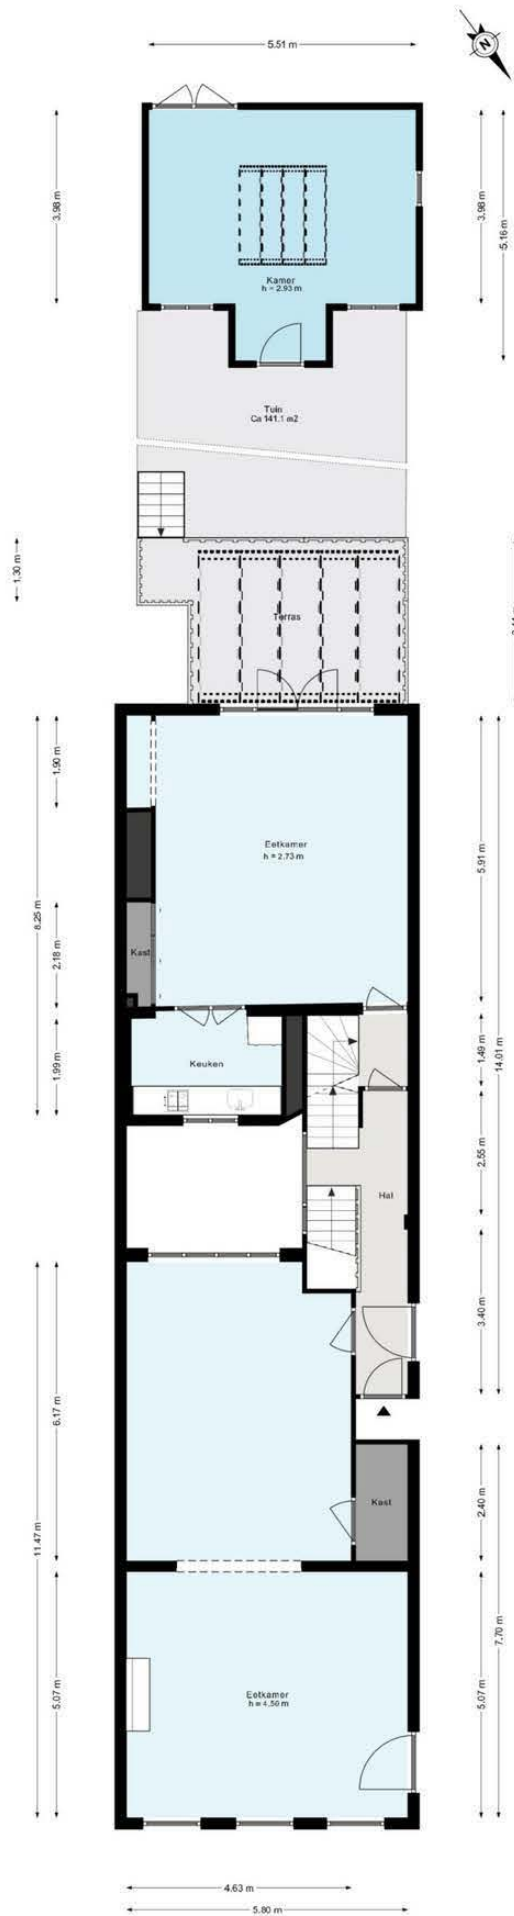 5.51 m
N
3.98 m
3.98 m
5.16 m
Kamer
h = 2.93 m
Tuin
Ca 141.1 m2
1.30 m
Terras
1.90 m
5.91 m
Eetkamer
h = 2.73 m
8.25 m
2.18 m
Kast
14.01 m
1.99 m
1.49 m
Keuken
2.55 m
Hal
3.40 m
6.17 m
11.47 m
Kast
2.40 m
7.70 m
5.07 m
Eetkamer
h = 4.50 m
5.07 m
4.63 m
5.80 m